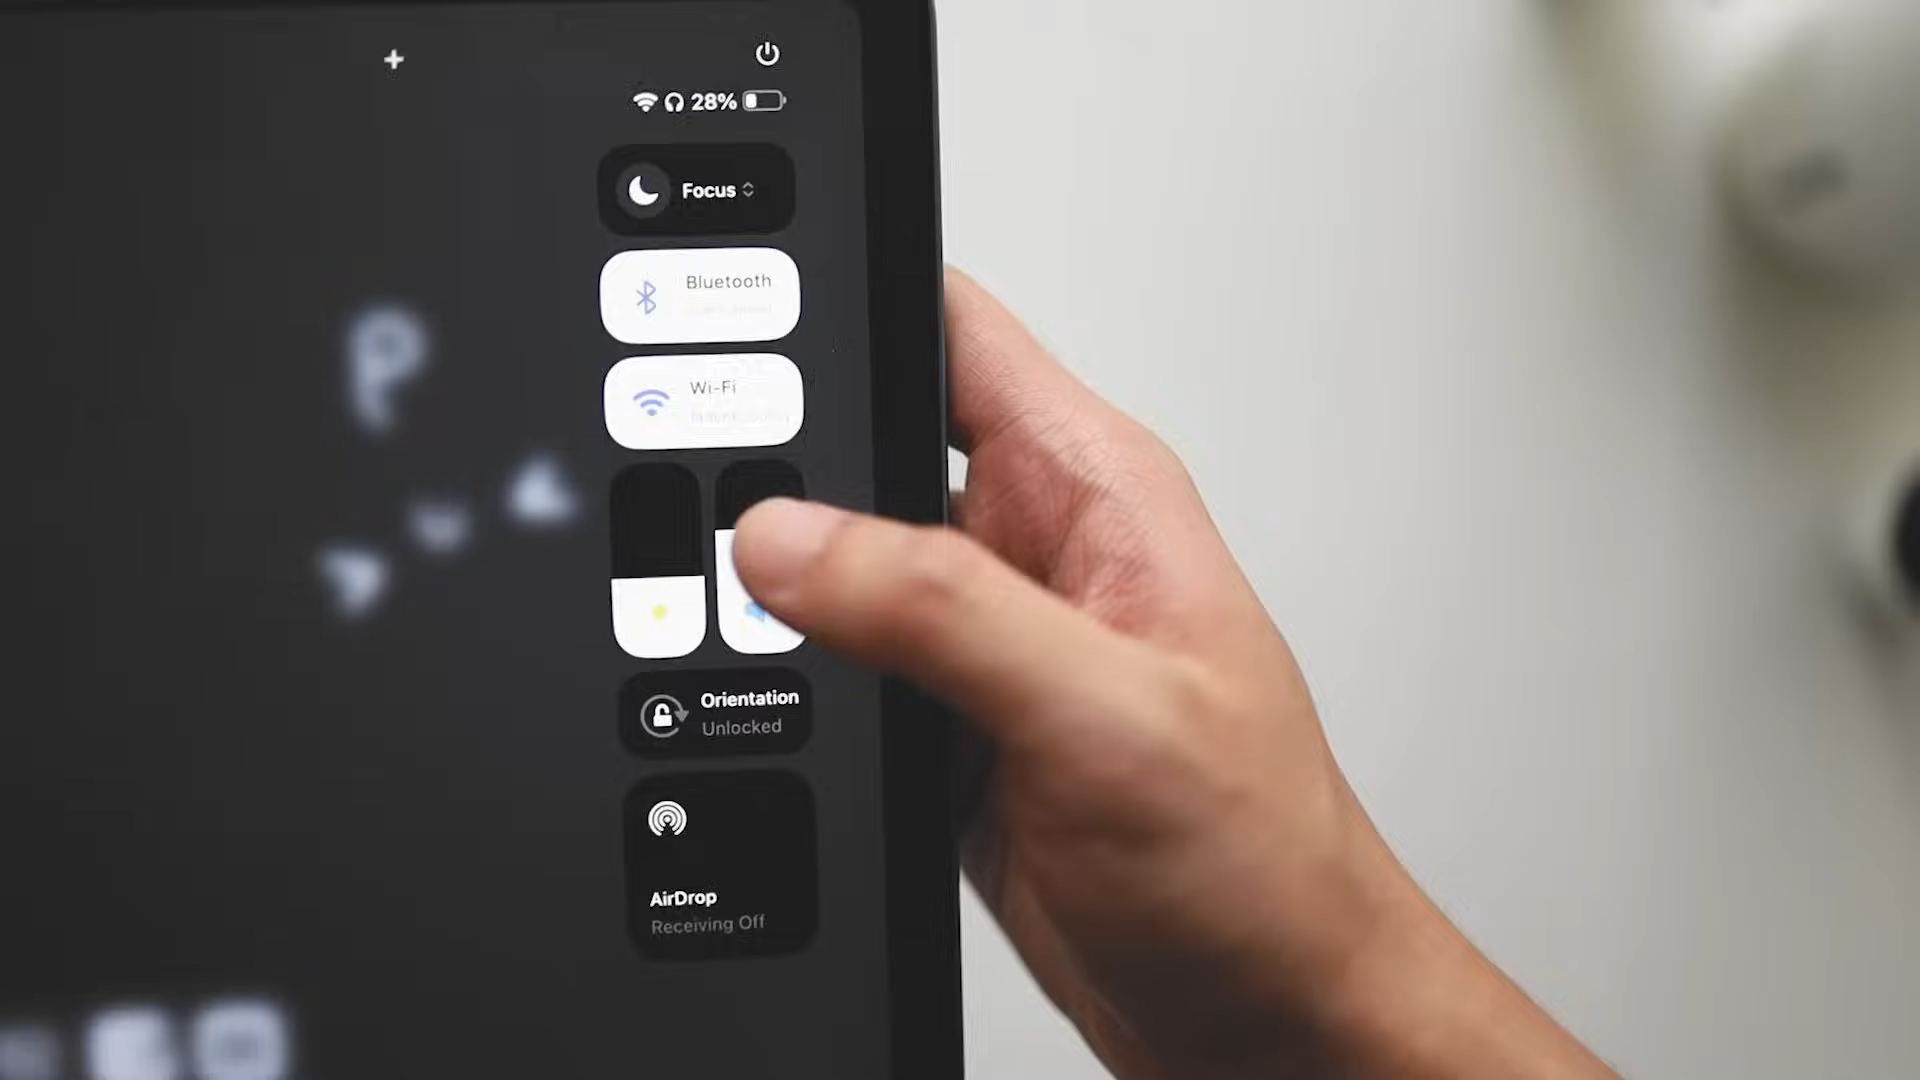 28%
Focus
Bluetooth
Wi-Fi
Orientation
Unlocked
AirDrop
Receiving Off